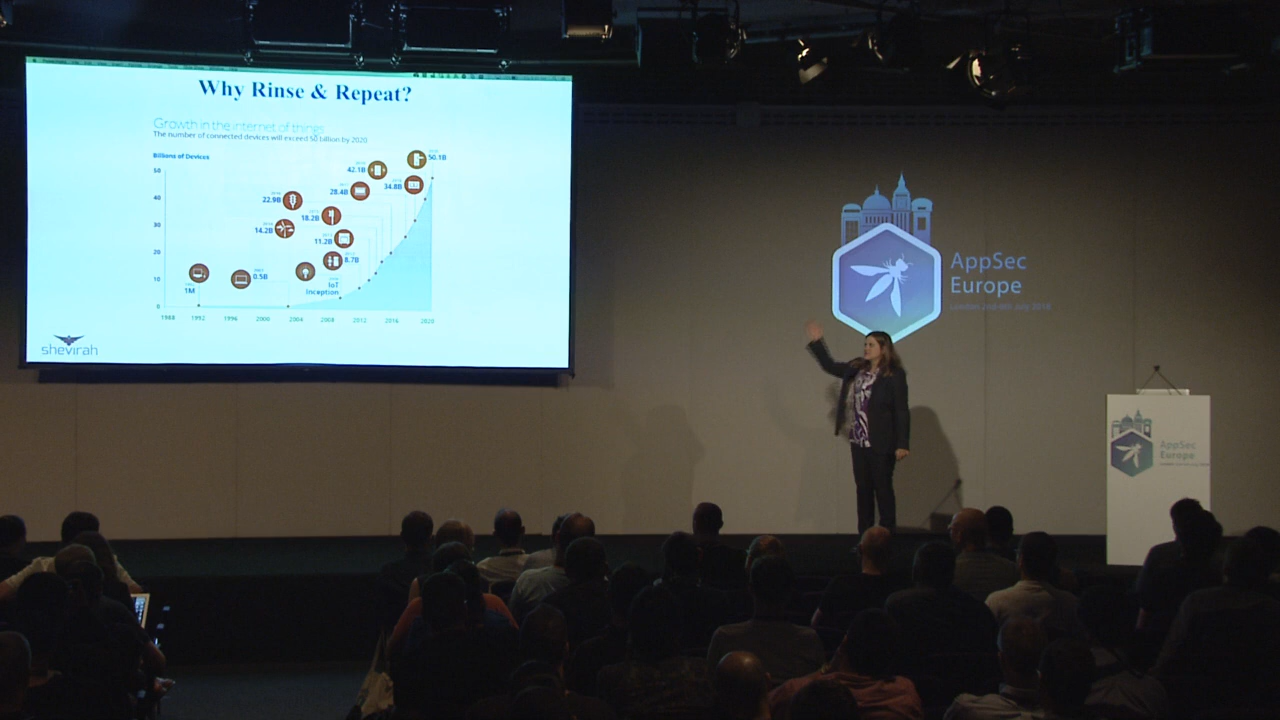 Why Rinse & Repeat?
Growth in the internet of things
The number of connected devices will exceed 50 billion by 2020
Billions of Devices
50
40
30
20
10
0
1988 1992 1996 2000 2004 2008 2012 2016 2020
1M
0.5B
IoT
Inception
8.7B
11.2B
14.2B
18.2B
22.9B
28.4B
34.8B
42.1B
50.1B
shevirah
AppSec
Europe
AppSec
Europe